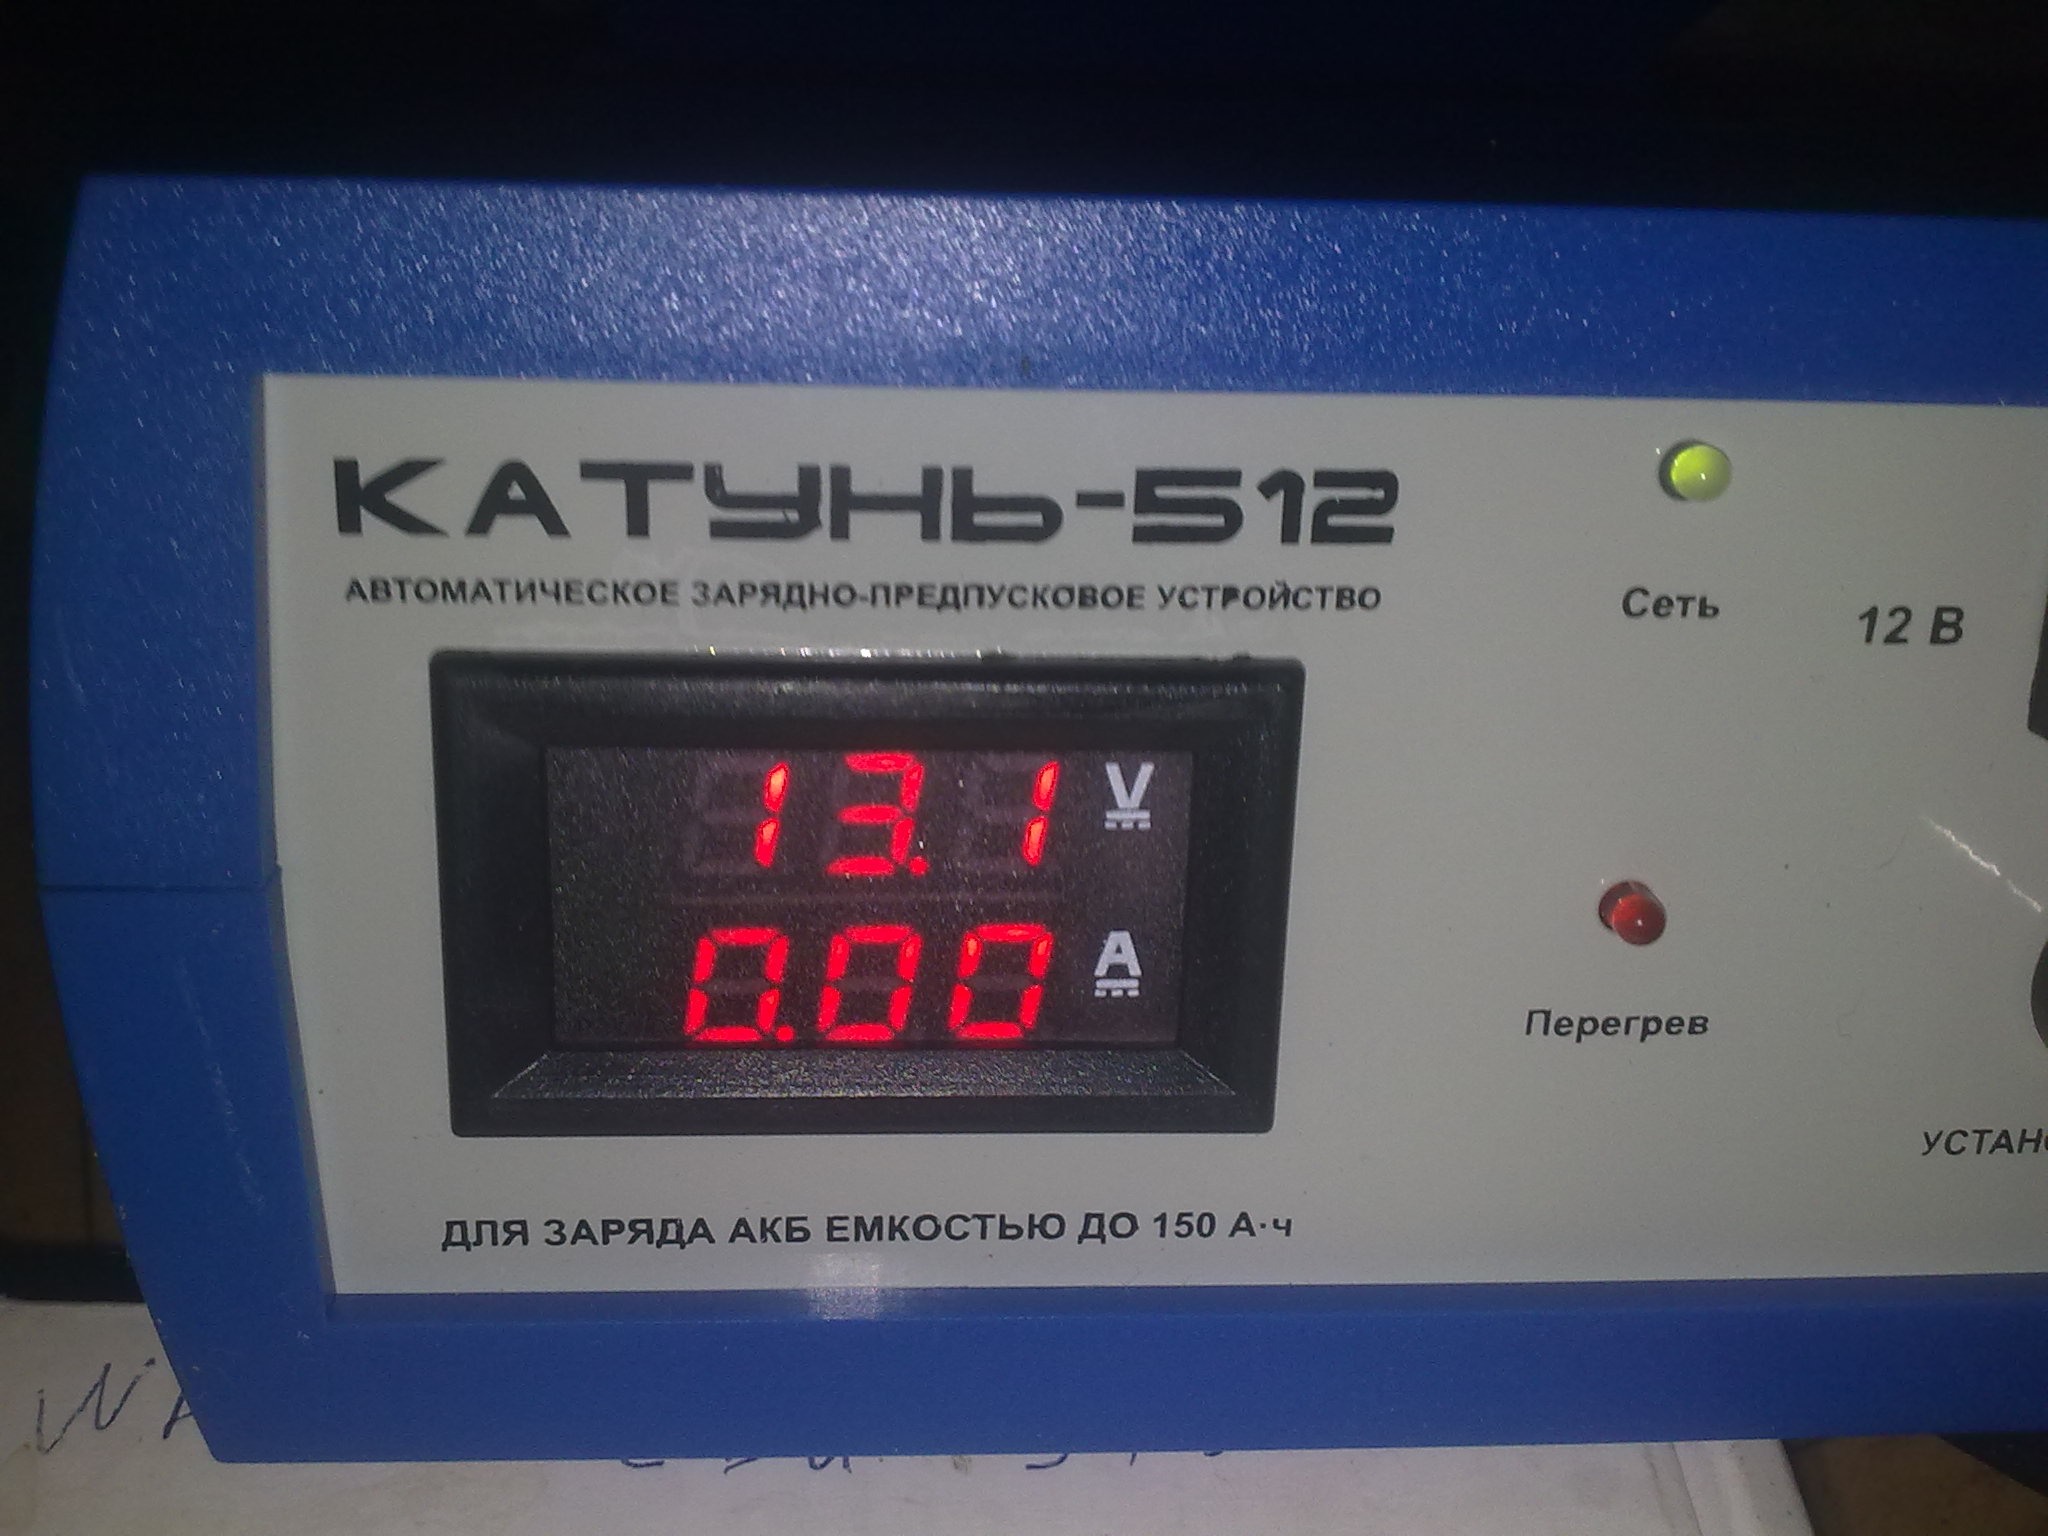 КАТУНЬ-512
АВТОМАТИЧЕСКОЕ ЗАРЯДНО-ПРЕДПУСКОВОЕ УСТРОЙСТВО
Сеть
12 В
13.1 V
0.00 A
Перегрев
ДЛЯ ЗАРЯДА АКБ ЕМКОСТЬЮ ДО 150 А·ч